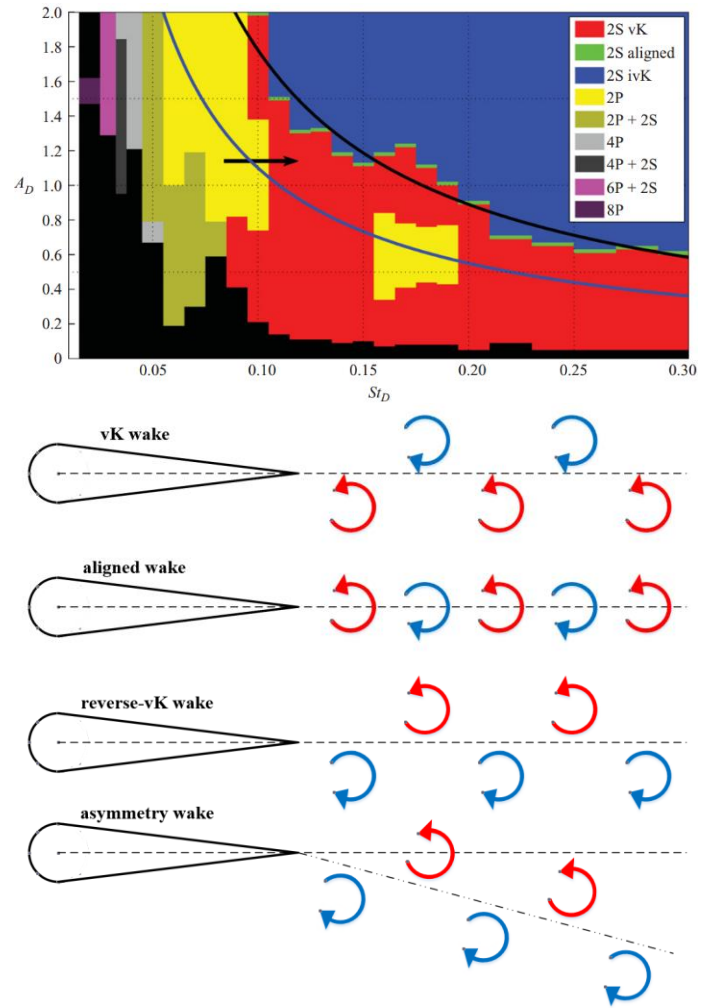 2.0
1.8
1.6
1.4
1.2
A_D 1.0
0.8
0.6
0.4
0.2
0
0.05 0.10 0.15 0.20 0.25 0.30
St_D
2S vK
2S aligned
2S ivK
2P
2P + 2S
4P
4P + 2S
6P + 2S
8P
vK wake
aligned wake
reverse-vK wake
asymmetry wake